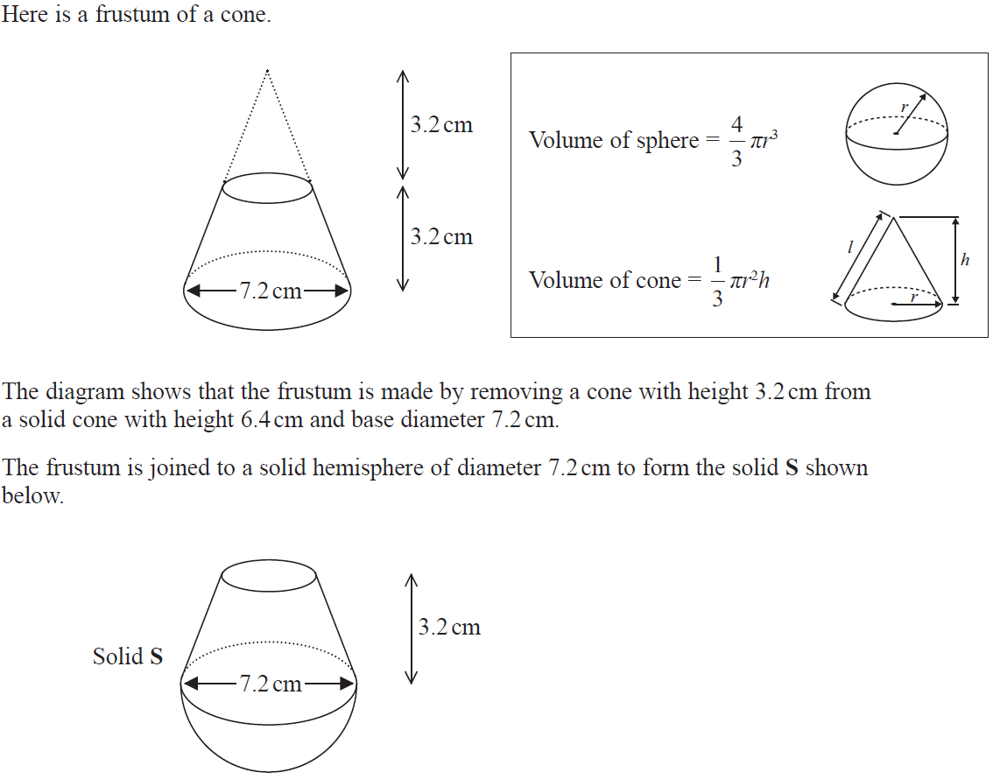 Here is a frustum of a cone.
3.2 cm
3.2 cm
7.2 cm
Volume of sphere = 4/3 πr³
r
Volume of cone = 1/3 πr²h
l
h
r
The diagram shows that the frustum is made by removing a cone with height 3.2 cm from
a solid cone with height 6.4 cm and base diameter 7.2 cm.
The frustum is joined to a solid hemisphere of diameter 7.2 cm to form the solid S shown
below.
3.2 cm
Solid S
7.2 cm